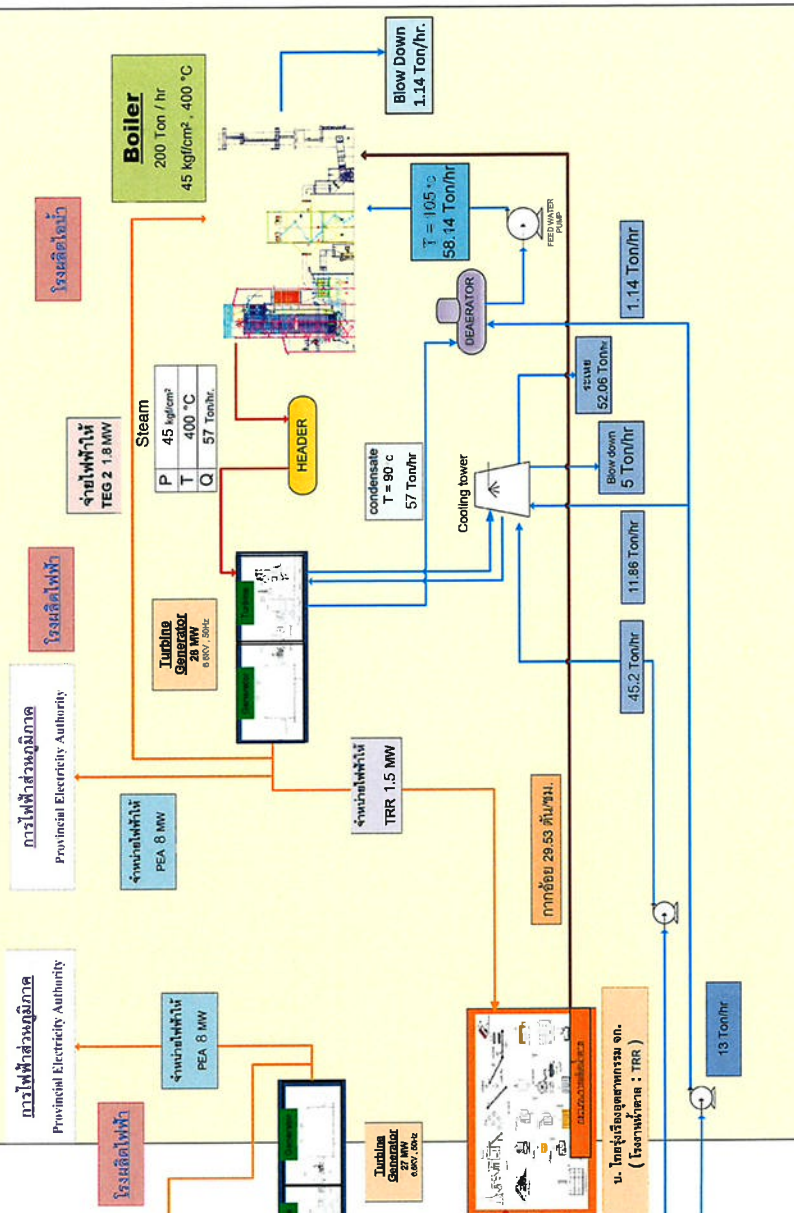 Boiler
200 Ton / hr
45 kgf/cm² , 400 °C
Blow Down
1.14 Ton/hr.
โรงผลิตไอน้ำ
จ่ายไฟฟ้าให้
TEG 2 1.8 MW
Steam
P 45 kgf/cm²
T 400 °C
Q 57 Ton/hr.
HEADER
T = 105 °C
58.14 Ton/hr
FEED WATER
PUMP
DEAERATOR
1.14 Ton/hr
condensate
T = 90 c
57 Ton/hr
Cooling tower
ระเหย
52.06 Ton/hr
Blow down
5 Ton/hr
11.86 Ton/hr
45.2 Ton/hr
โรงผลิตไฟฟ้า
Turbine
Generator
28 MW
6.6KV , 50Hz
Generator
Turbine
การไฟฟ้าส่วนภูมิภาค
Provincial Electricity Authority
จำหน่ายไฟฟ้าให้
PEA 8 MW
จำหน่ายไฟฟ้าให้
TRR 1.5 MW
กากอ้อย 29.53 ตัน/ชม.
การไฟฟ้าส่วนภูมิภาค
Provincial Electricity Authority
จำหน่ายไฟฟ้าให้
PEA 8 MW
โรงผลิตไฟฟ้า
Generator
Turbine
Generator
27 MW
6.6KV , 50Hz
บ. ไทยรุ่งเรืองอุตสาหกรรม จก.
( โรงงานน้ำตาล : TRR )
13 Ton/hr